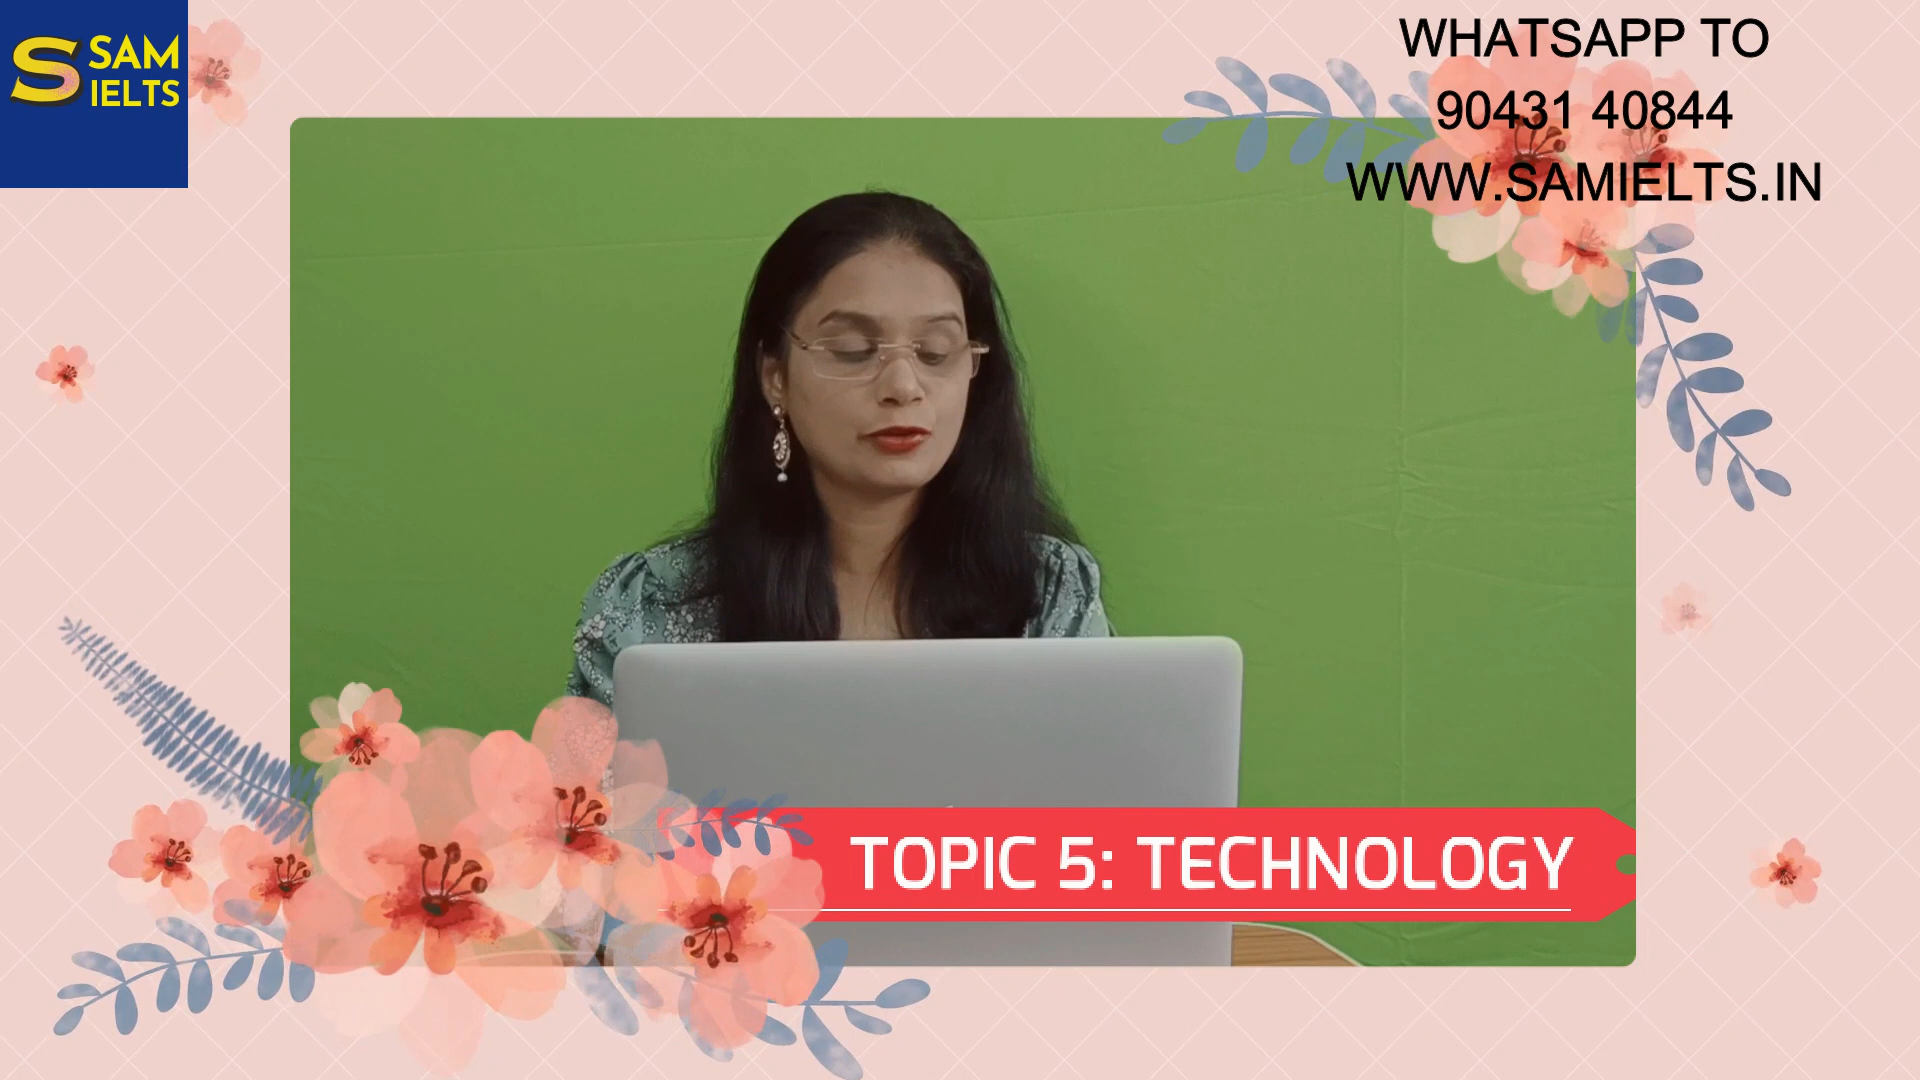 SAM
IELTS
WHATSAPP TO
90431 40844
WWW.SAMIELTS.IN
TOPIC 5: TECHNOLOGY